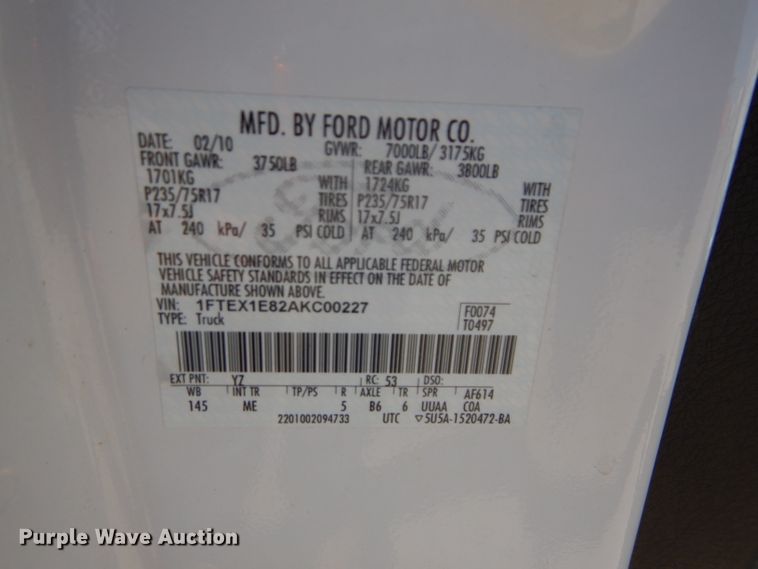 MFD. BY FORD MOTOR CO.
DATE: 02/10 GVWR: 7000LB/ 3175KG
FRONT GAWR: 3750LB REAR GAWR: 3800LB
1701KG WITH 1724KG WITH
P235/75R17 TIRES P235/75R17 TIRES
17x7.5J RIMS 17x7.5J RIMS
AT 240 kPa/ 35 PSI COLD AT 240 kPa/ 35 PSI COLD
THIS VEHICLE CONFORMS TO ALL APPLICABLE FEDERAL MOTOR
VEHICLE SAFETY STANDARDS IN EFFECT ON THE DATE OF
MANUFACTURE SHOWN ABOVE.
VIN: 1FTEX1E82AKC00227 F0074
TYPE: Truck T0497
EXT PNT: YZ RC: 53 DSO:
WB INT TR TP/PS R AXLE TR SPR AF614
145 ME 5 B6 6 UUAA COA
2201002094733 UTC ▽5U5A-1520472-BA
Purple Wave Auction